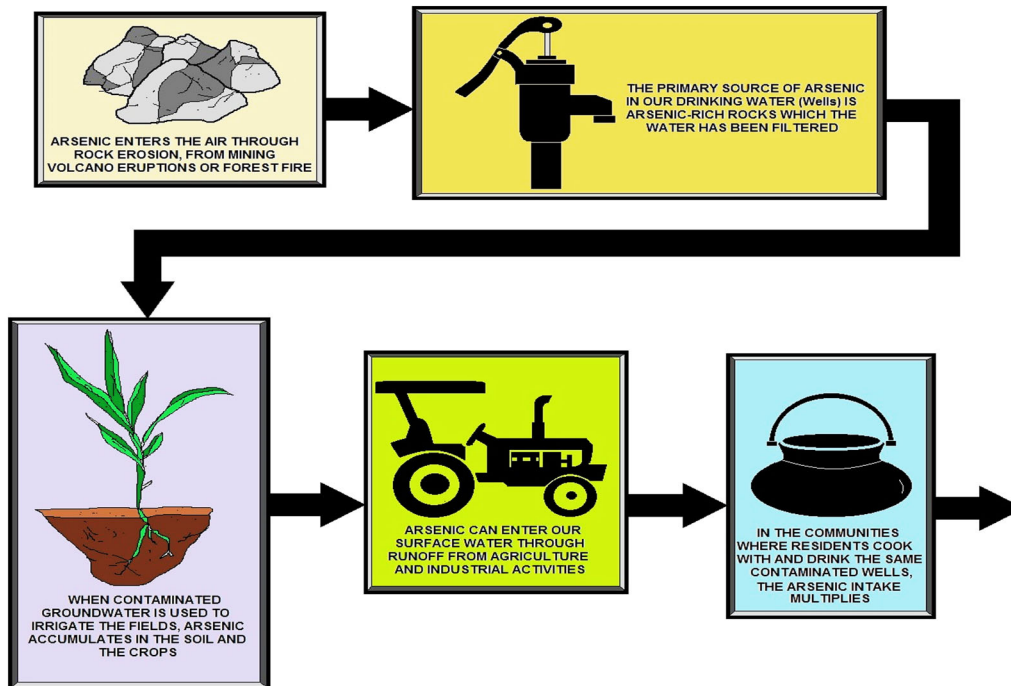 ARSENIC ENTERS THE AIR THROUGH
ROCK EROSION, FROM MINING
VOLCANO ERUPTIONS OR FOREST FIRE
THE PRIMARY SOURCE OF ARSENIC
IN OUR DRINKING WATER (Wells) IS
ARSENIC-RICH ROCKS WHICH THE
WATER HAS BEEN FILTERED
WHEN CONTAMINATED
GROUNDWATER IS USED TO
IRRIGATE THE FIELDS, ARSENIC
ACCUMULATES IN THE SOIL AND
THE CROPS
ARSENIC CAN ENTER OUR
SURFACE WATER THROUGH
RUNOFF FROM AGRICULTURE
AND INDUSTRIAL ACTIVITIES
IN THE COMMUNITIES
WHERE RESIDENTS COOK
WITH AND DRINK THE SAME
CONTAMINATED WELLS,
THE ARSENIC INTAKE
MULTIPLIES